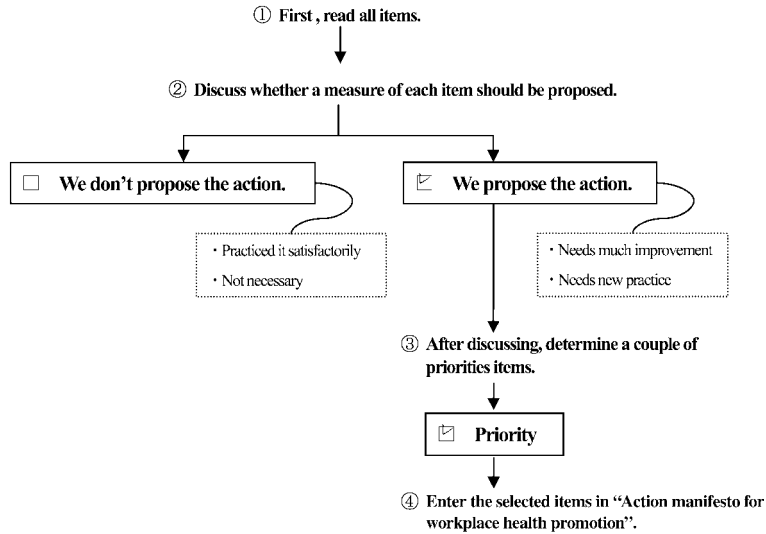 ① First , read all items.
② Discuss whether a measure of each item should be proposed.
We don't propose the action.
We propose the action.
・Practiced it satisfactorily
・Not necessary
・Needs much improvement
・Needs new practice
③ After discussing, determine a couple of
priorities items.
Priority
④ Enter the selected items in “Action manifesto for
workplace health promotion”.